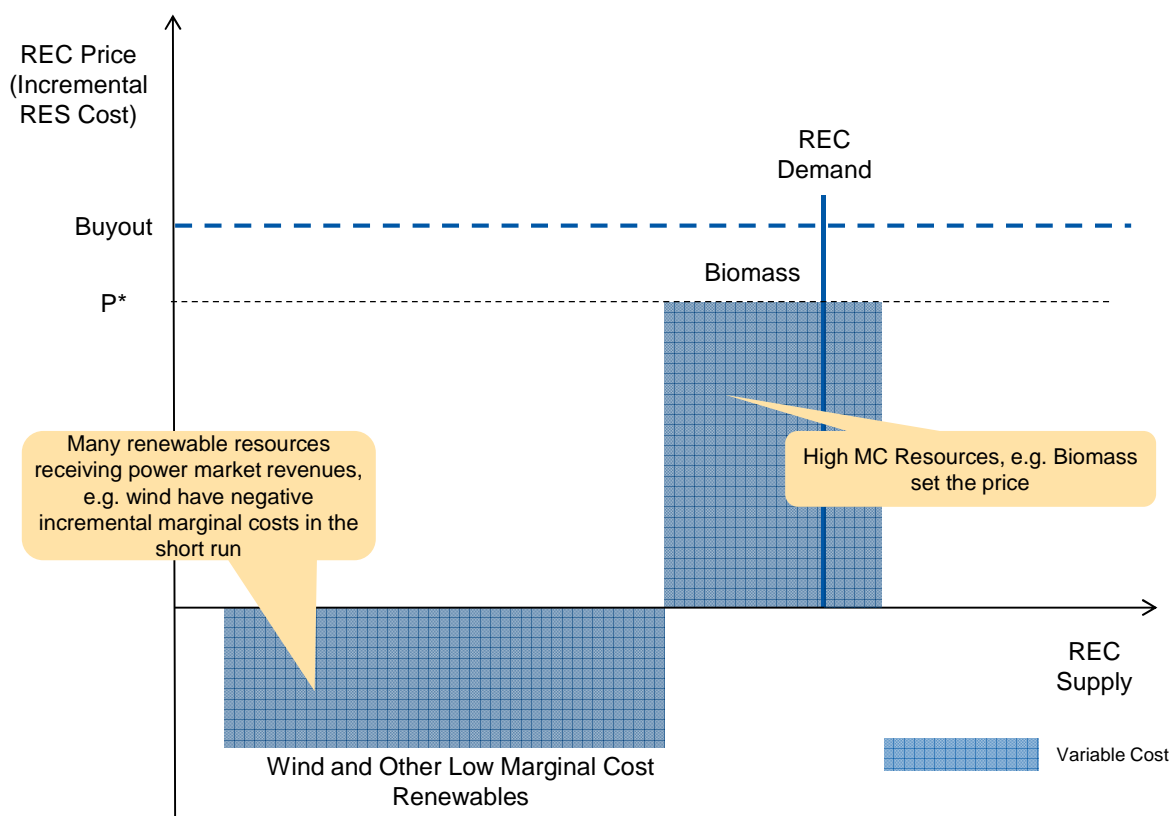 REC Price
(Incremental
RES Cost)
REC
Demand
Buyout
Biomass
P*
Many renewable resources
receiving power market revenues,
e.g. wind have negative
incremental marginal costs in the
short run
High MC Resources, e.g. Biomass
set the price
REC
Supply
Wind and Other Low Marginal Cost
Renewables
Variable Cost